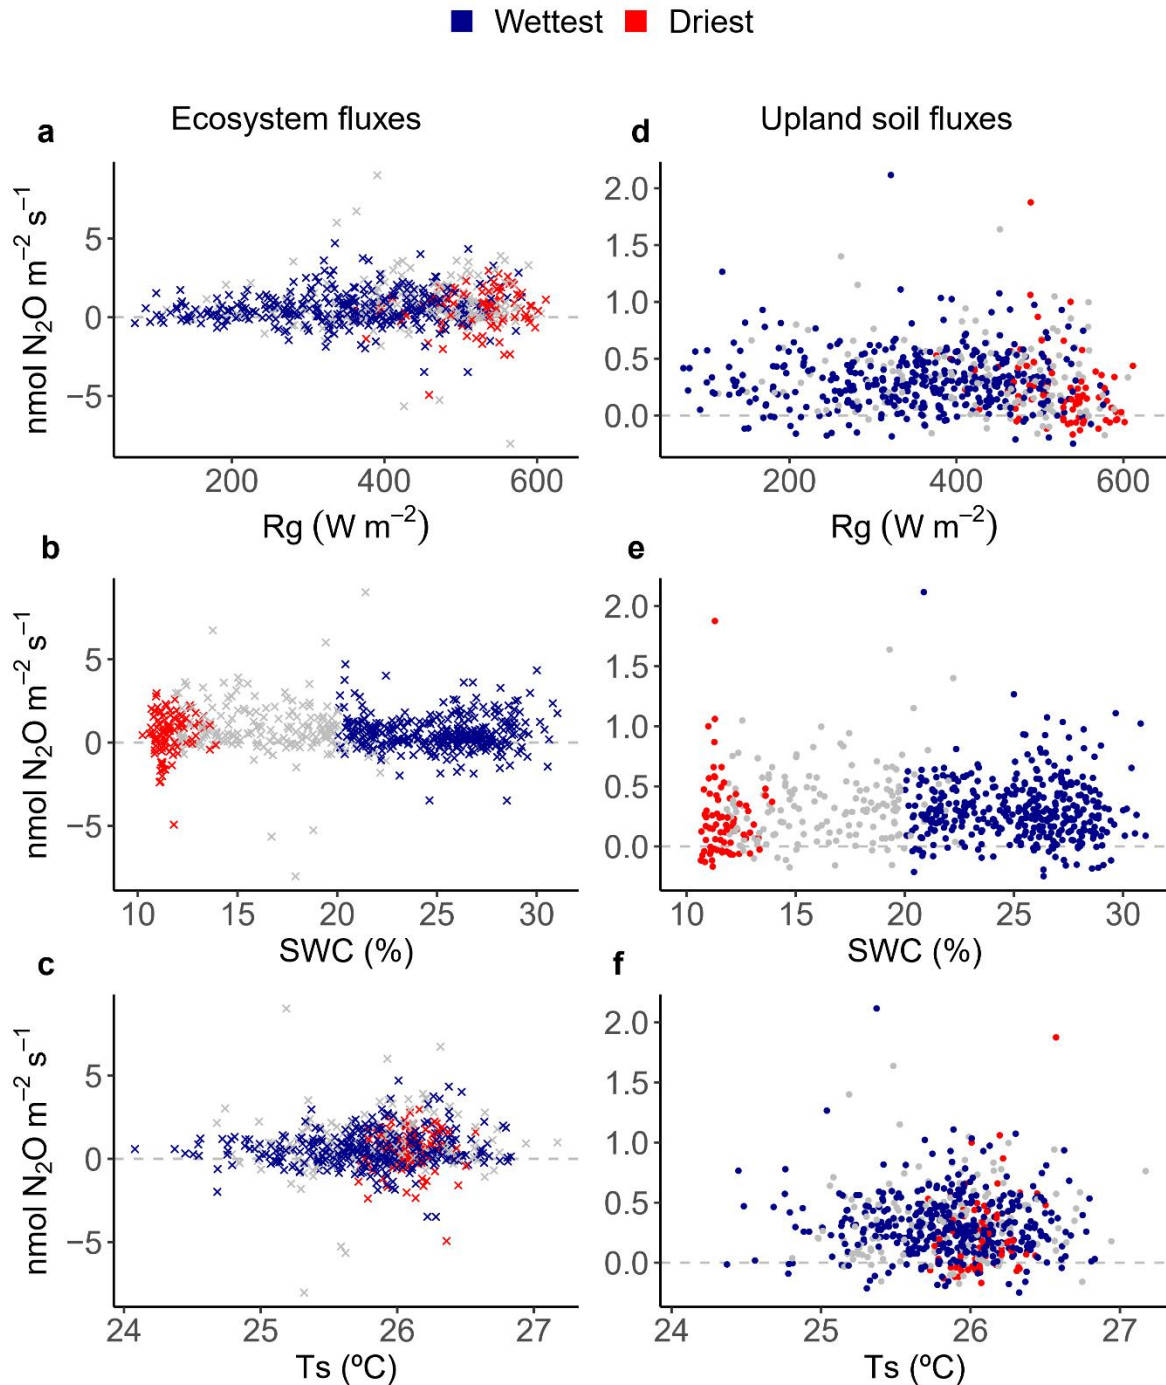 Wettest Driest
Ecosystem fluxes
Upland soil fluxes
a
nmol N₂O m⁻² s⁻¹
5
0
−5
200 400 600
Rg (W m⁻²)
d
2.0
1.5
1.0
0.5
0.0
200 400 600
Rg (W m⁻²)
b
nmol N₂O m⁻² s⁻¹
5
0
−5
10 15 20 25 30
SWC (%)
e
2.0
1.5
1.0
0.5
0.0
10 15 20 25 30
SWC (%)
c
nmol N₂O m⁻² s⁻¹
5
0
−5
24 25 26 27
Ts (ºC)
f
2.0
1.5
1.0
0.5
0.0
24 25 26 27
Ts (ºC)